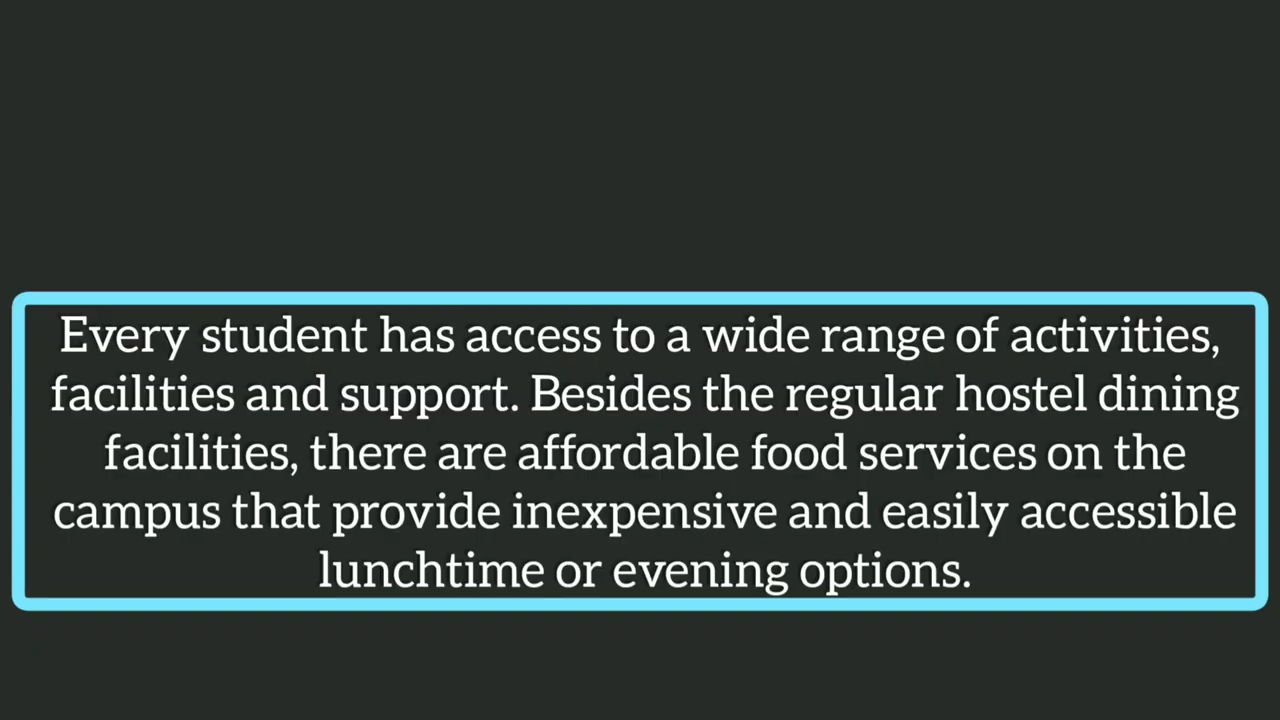 Every student has access to a wide range of activities,
facilities and support. Besides the regular hostel dining
facilities, there are affordable food services on the
campus that provide inexpensive and easily accessible
lunchtime or evening options.